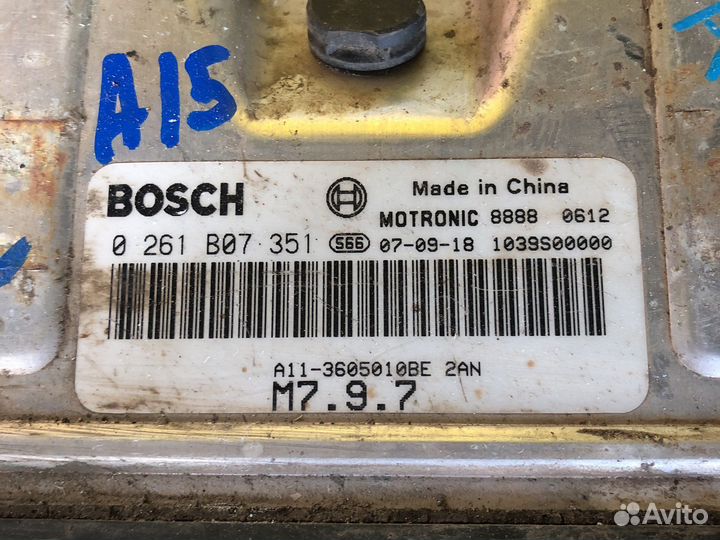 A15
BOSCH
Made in China
MOTRONIC 8888 0612
0 261 B07 351 S66 07-09-18 1039S00000
A11-3605010BE 2AN
M7.9.7
Avito